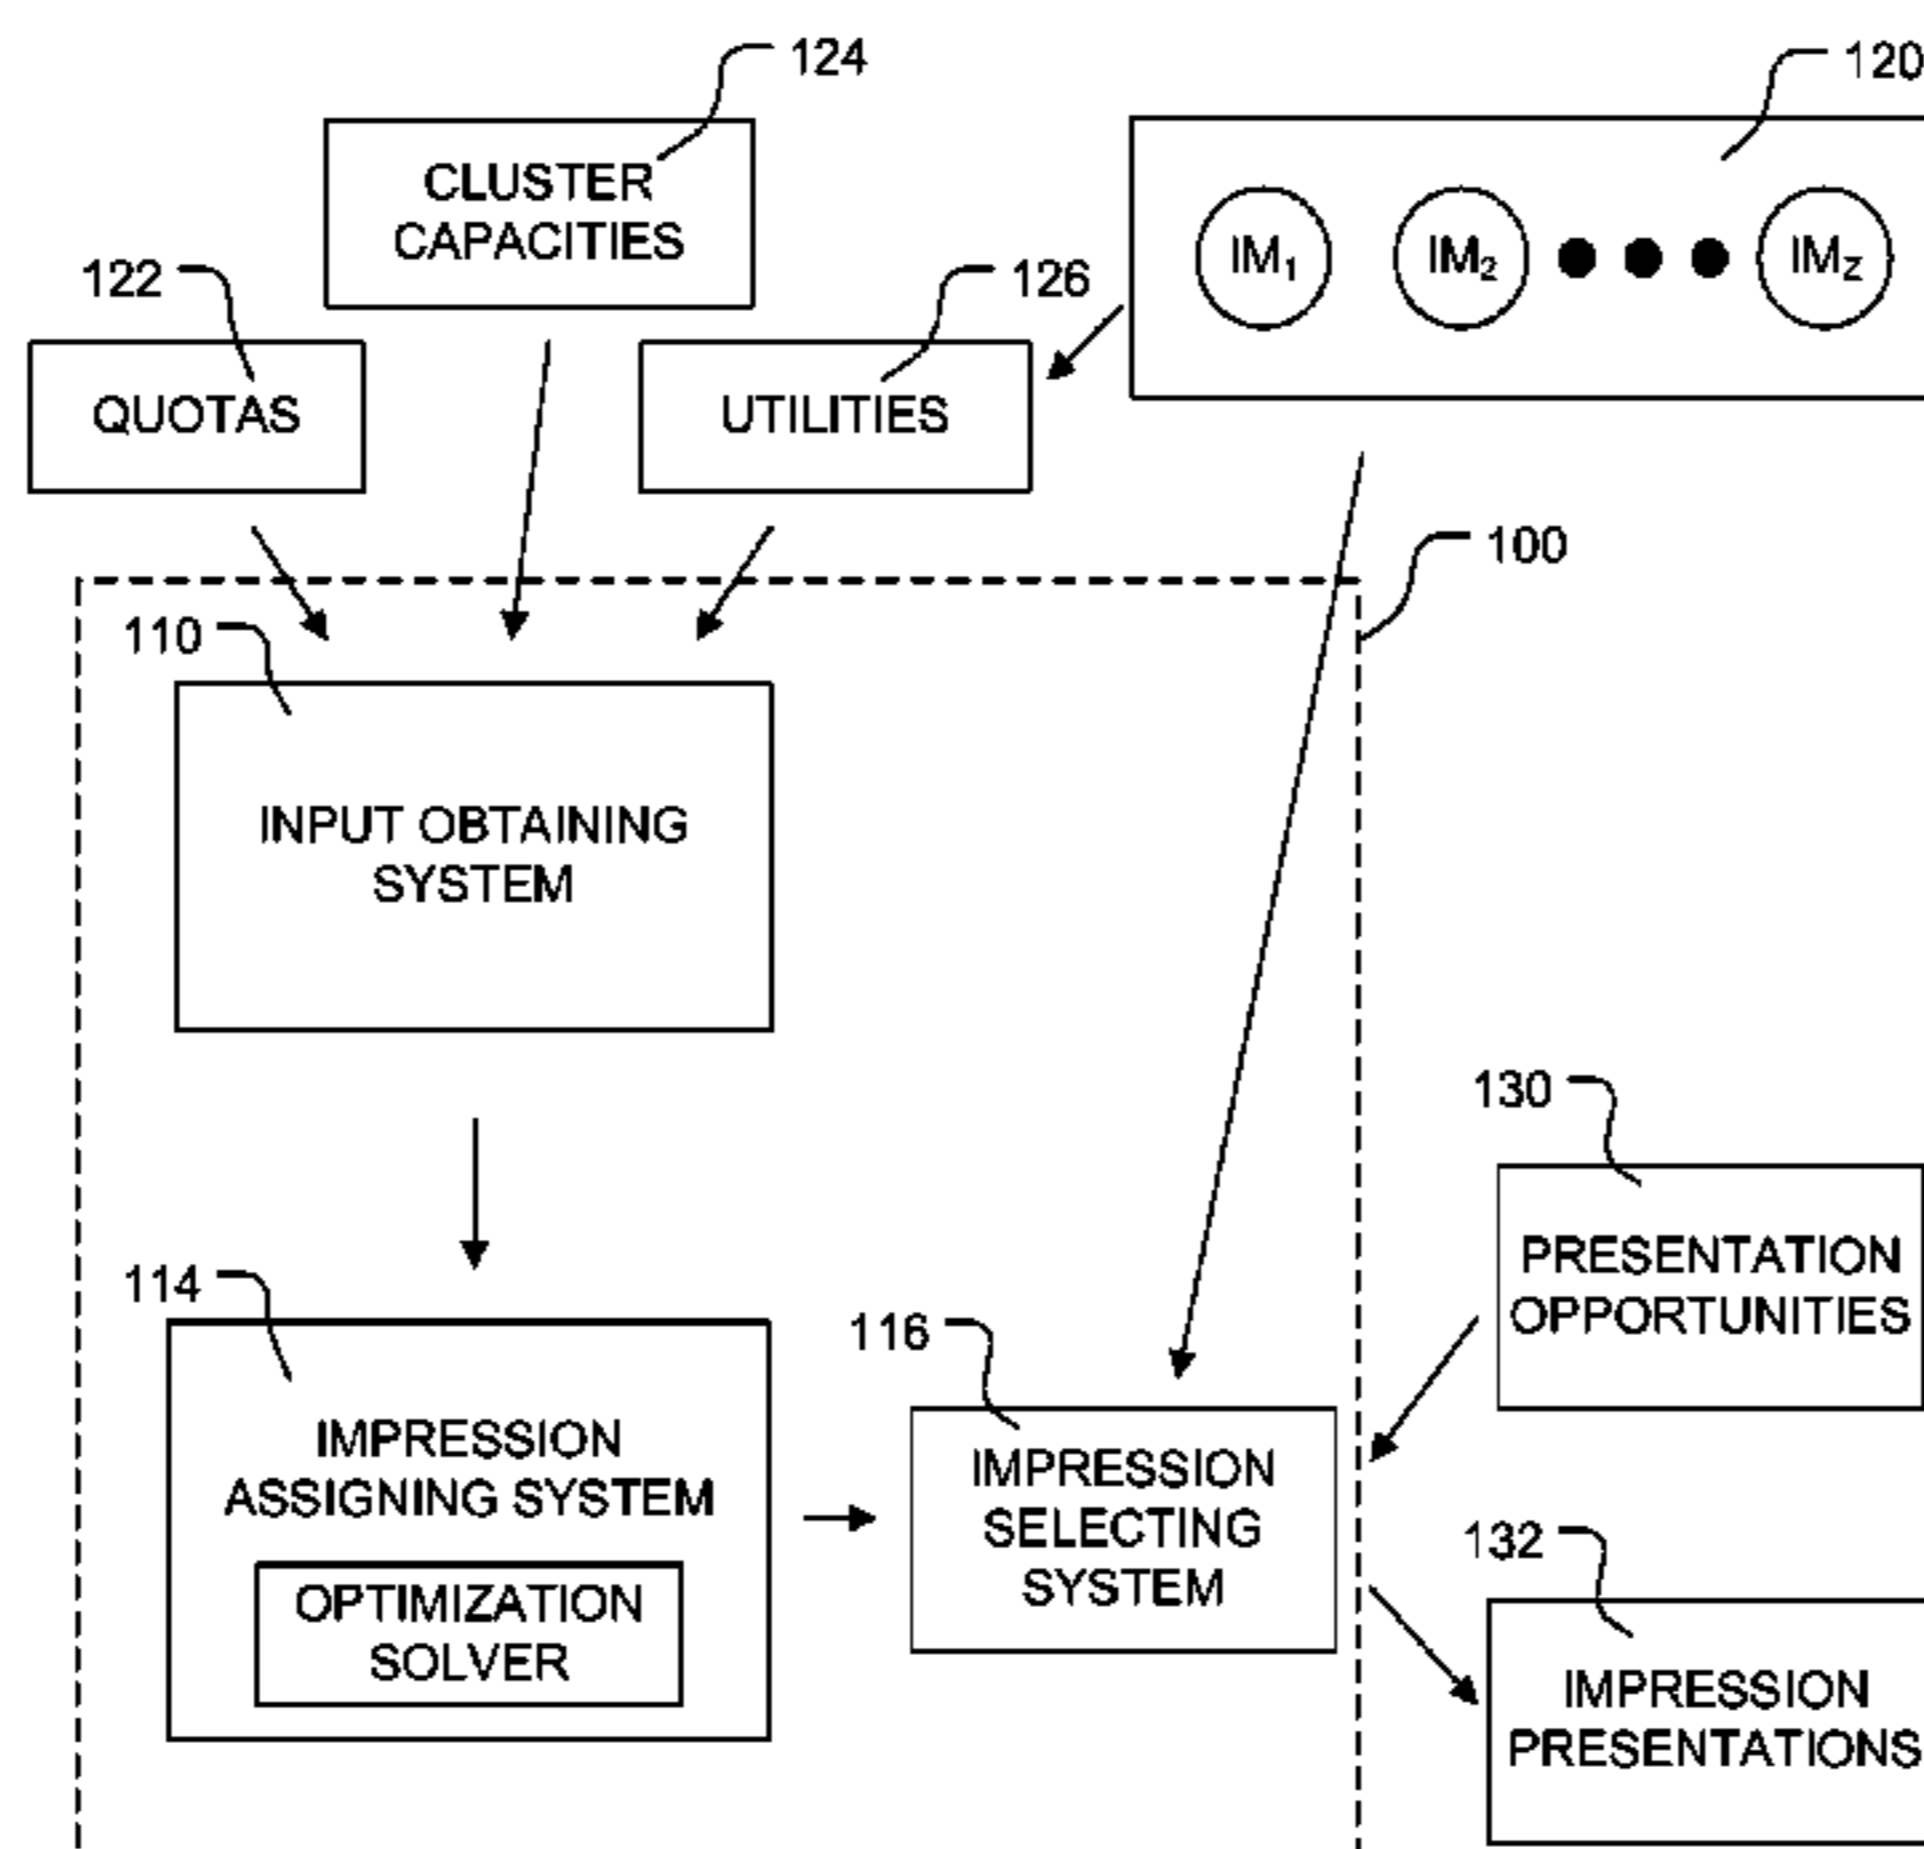 124
120
CLUSTER
CAPACITIES
IM1
IM2
IMZ
122
126
QUOTAS
UTILITIES
100
110
INPUT OBTAINING
SYSTEM
130
PRESENTATION
OPPORTUNITIES
114
116
IMPRESSION
ASSIGNING SYSTEM
OPTIMIZATION
SOLVER
IMPRESSION
SELECTING
SYSTEM
132
IMPRESSION
PRESENTATIONS